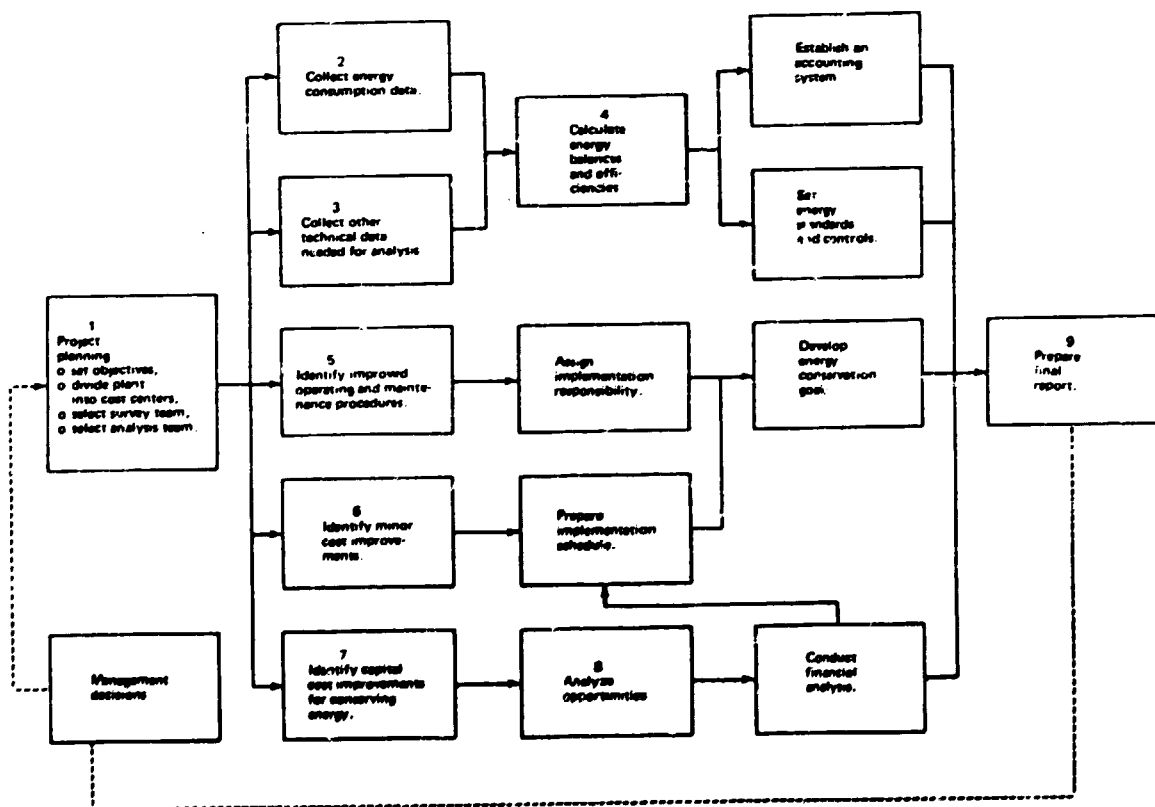 2
Collect energy
consumption data.
Establish an
accounting
system
4
Calculate
energy
balances
and effi-
ciencies
3
Collect other
technical data
needed for analysis
Set
energy
standards
and controls.
1
Project
planning
o set objectives,
o divide plant
into cost centers,
o select survey team,
o select analysis team.
5
Identify improved
operating and mainte-
nance procedures.
Assign
implementation
responsibility.
Develop
energy
conservation
goal.
9
Prepare
final
report.
6
Identify minor
cost improve-
ments.
Prepare
implementation
schedule.
Management
decisions
7
Identify capital
cost improvements
for conserving
energy.
8
Analyze
opportunities
Conduct
financial
analysis.